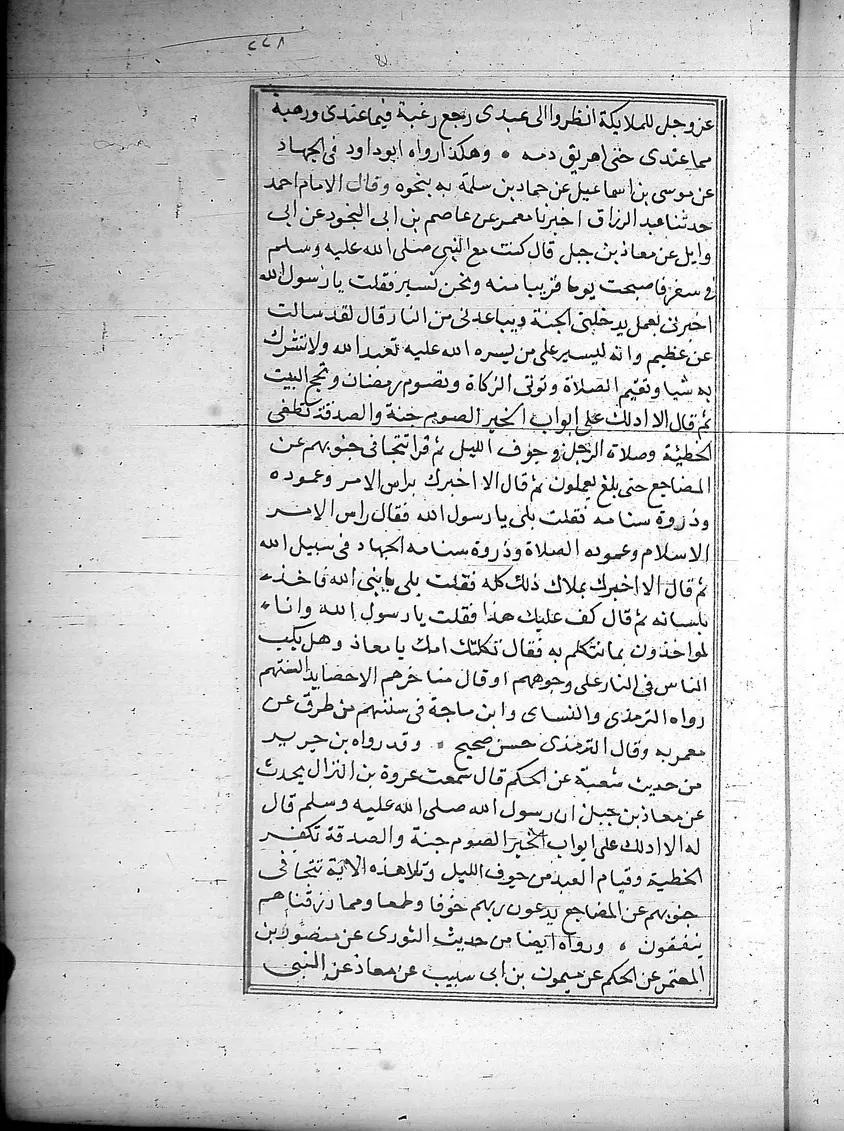 ٢٢٨
عز وجل للملايكة انظروا الى عبدى رجع رغبة فيما عندى ورهبة
مما عندى حتى اهريق دمه • وهكذا رواه ابو داود فى الجهاد
عن موسى بن اسماعيل عن حماد بن سلمة به بنحوه وقال الامام احمد
حدثنا عبد الرزاق اخبرنا معمر عن عاصم بن ابى النجود عن ابى
وايل عن معاذ بن جبل قال كنت مع النبى صلى الله عليه وسلم
فى سفر فاصبحت يوما قريبا منه ونحن نسير فقلت يا رسول الله
اخبرنى بعمل يدخلنى الجنة ويباعدنى من النار قال لقد سالت
عن عظيم وانه ليسير على من يسره الله عليه تعبد الله ولا تشرك
به شيا وتقيم الصلاة وتوتى الزكاة وتصوم رمضان وتحج البيت
ثم قال الا ادلك على ابواب الخير الصوم جنة والصدقة تطفى
الخطيئة وصلاة الرجل فى جوف الليل ثم قرا تتجافى جنوبهم عن
المضاجع حتى بلغ يعملون ثم قال الا اخبرك براس الامر وعموده
وذروة سنامه فقلت بلى يا رسول الله فقال راس الامر
الاسلام وعموده الصلاة وذروة سنامه الجهاد فى سبيل الله
ثم قال الا اخبرك بملاك ذلك كله فقلت بلى يا نبى الله فاخذ
بلسانه ثم قال كف عليك هذا فقلت يا رسول الله وانا
لمواخذون بما نتكلم به فقال ثكلتك امك يا معاذ وهل يكب
الناس فى النار على وجوههم او قال مناخرهم الا حصايد السنتهم
رواه الترمذى والنساى وابن ماجة فى سننهم من طرق عن
معمر به وقال الترمذى حسن صحيح • وقد رواه بن جرير
من حديث شعبة عن الحكم قال سمعت عروة بن النزال يحدث
عن معاذ بن جبل ان رسول الله صلى الله عليه وسلم قال
له الا ادلك على ابواب الخير الصوم جنة والصدقة تكفر
الخطية وقيام العبد من جوف الليل وتلا هذه الاية تتجافى
جنوبهم عن المضاجع يدعون ربهم خوفا وطمعا ومما رزقناهم
ينفقون • ورواه ايضا من حديث الثورى عن منصور بن
المعتمر عن الحكم عن ميمون بن ابى شبيب عن معاذ عن النبى